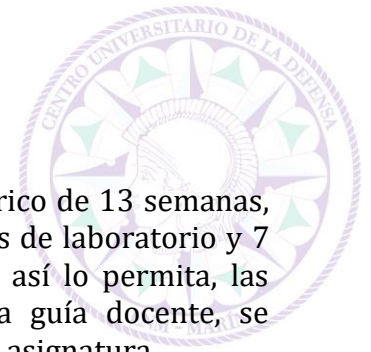 CENTRO UNIVERSITARIO DE LA DEFENSA
rico de 13 semanas,
s de laboratorio y 7
así lo permita, las
a guía docente, se
asignatura